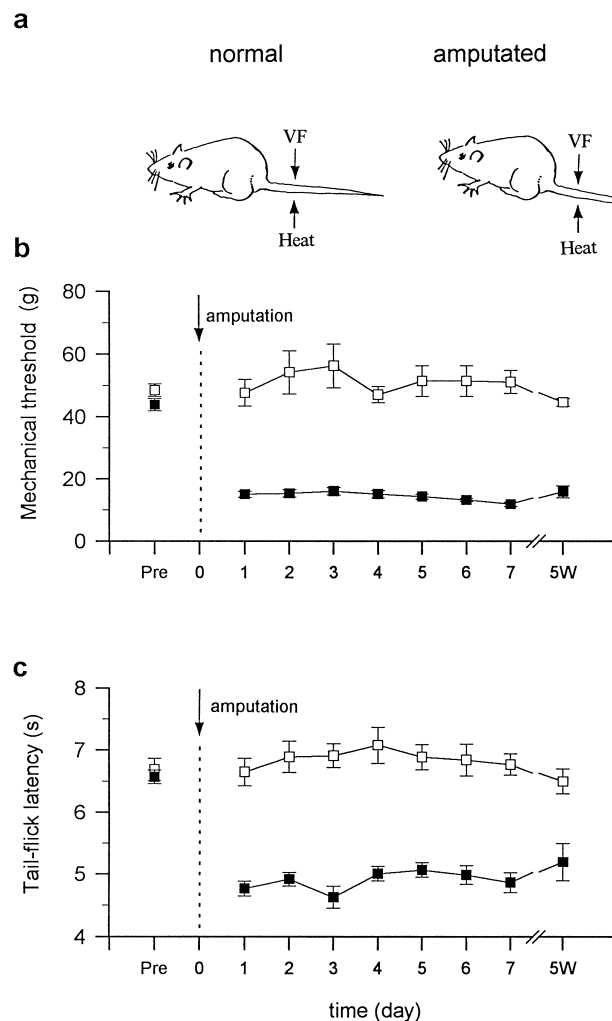 a
normal amputated
VF VF
Heat Heat
b
Mechanical threshold (g)
80
60
40
20
0
amputation
Pre 0 1 2 3 4 5 6 7 5W
c
Tail-flick latency (s)
8
7
6
5
4
amputation
Pre 0 1 2 3 4 5 6 7 5W
time (day)